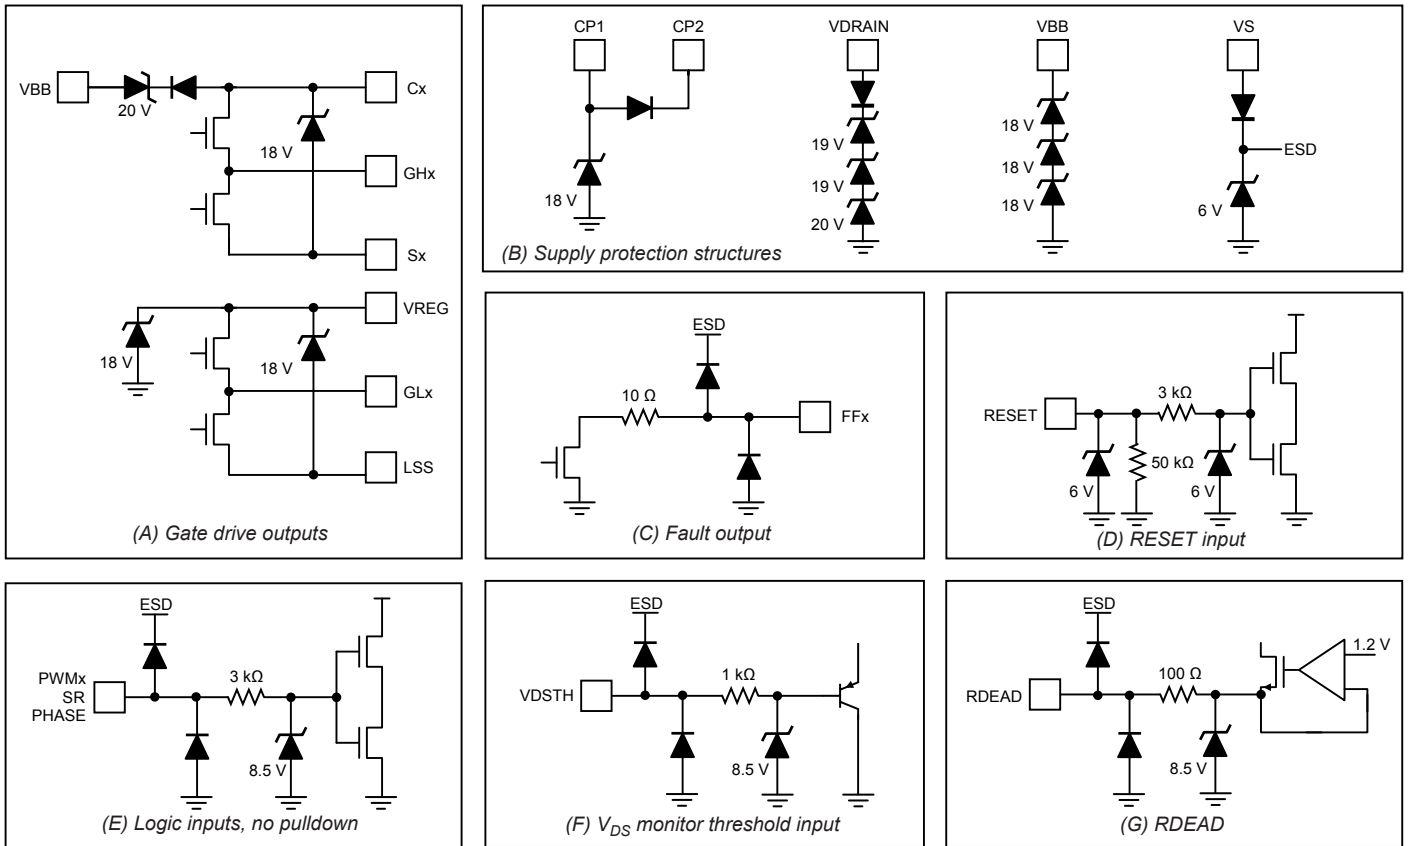 VBB
20 V
Cx
18 V
GHx
Sx
VREG
18 V
18 V
GLx
LSS
(A) Gate drive outputs
CP1
CP2
VDRAIN
VBB
VS
18 V
19 V
19 V
20 V
18 V
18 V
18 V
ESD
6 V
(B) Supply protection structures
ESD
10 Ω
FFx
(C) Fault output
RESET
3 kΩ
50 kΩ
6 V
6 V
(D) RESET input
ESD
PWMx
SR
PHASE
3 kΩ
8.5 V
(E) Logic inputs, no pulldown
ESD
VDSTH
1 kΩ
8.5 V
(F) VDS monitor threshold input
ESD
RDEAD
100 Ω
1.2 V
8.5 V
(G) RDEAD